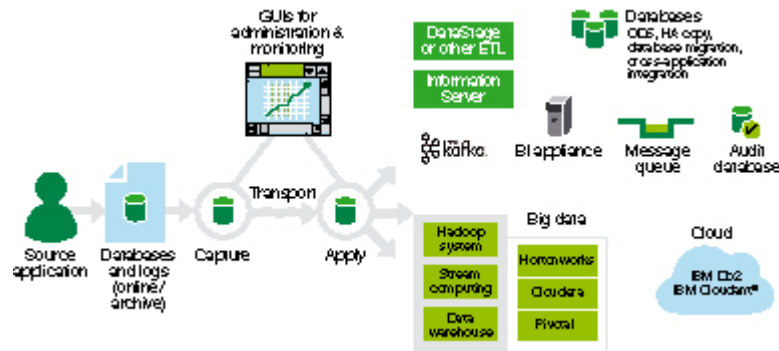 GUIs for
administration &
monitoring
DataStage
or other ETL
Information
Server
Databases
ODS, HA copy,
database migration,
cross-application
integration
kafka.
BI appliance
Message
queue
Audit
database
Source
application
Databases
and logs
(online/
archive)
Capture
Transport
Apply
Hadoop
system
Stream
computing
Data
warehouse
Big data
Hortonworks
Cloudera
Pivotal
Cloud
IBM Db2
IBM Cloudant®